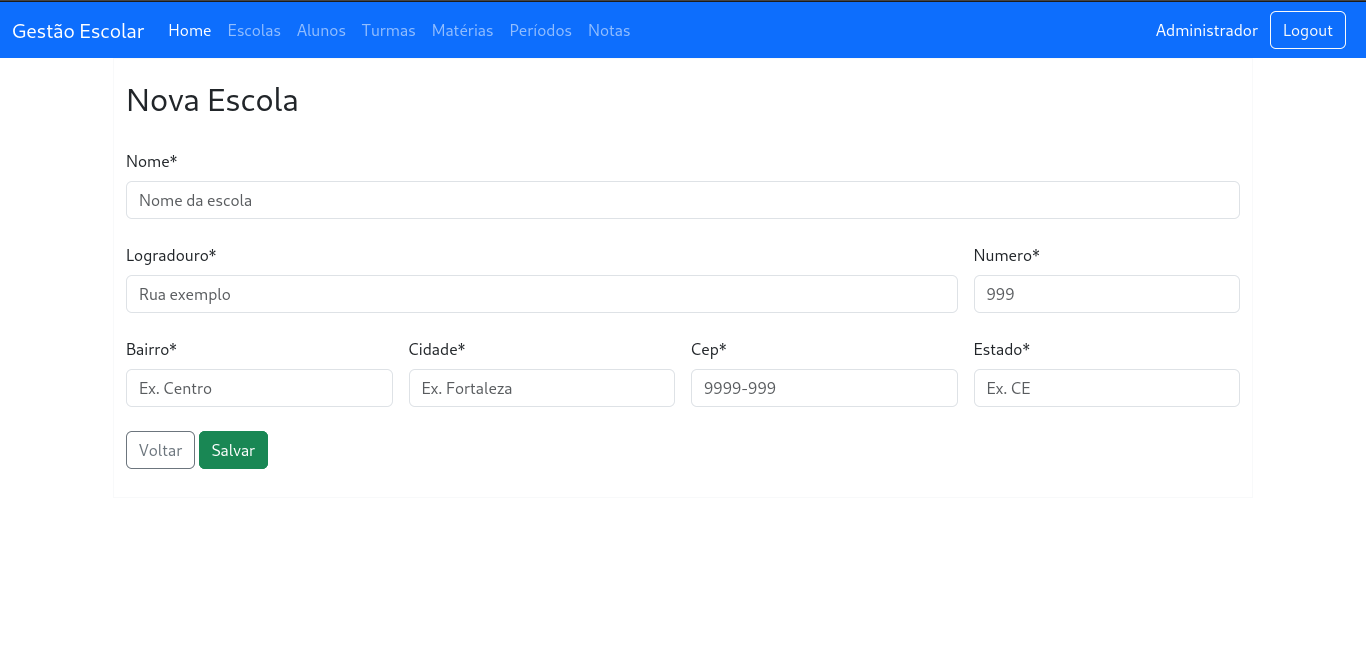 Gestão Escolar Home Escolas Alunos Turmas Matérias Períodos Notas Administrador Logout
Nova Escola
Nome*
Nome da escola
Logradouro* Numero*
Rua exemplo 999
Bairro* Cidade* Cep* Estado*
Ex. Centro Ex. Fortaleza 9999-999 Ex. CE
Voltar Salvar